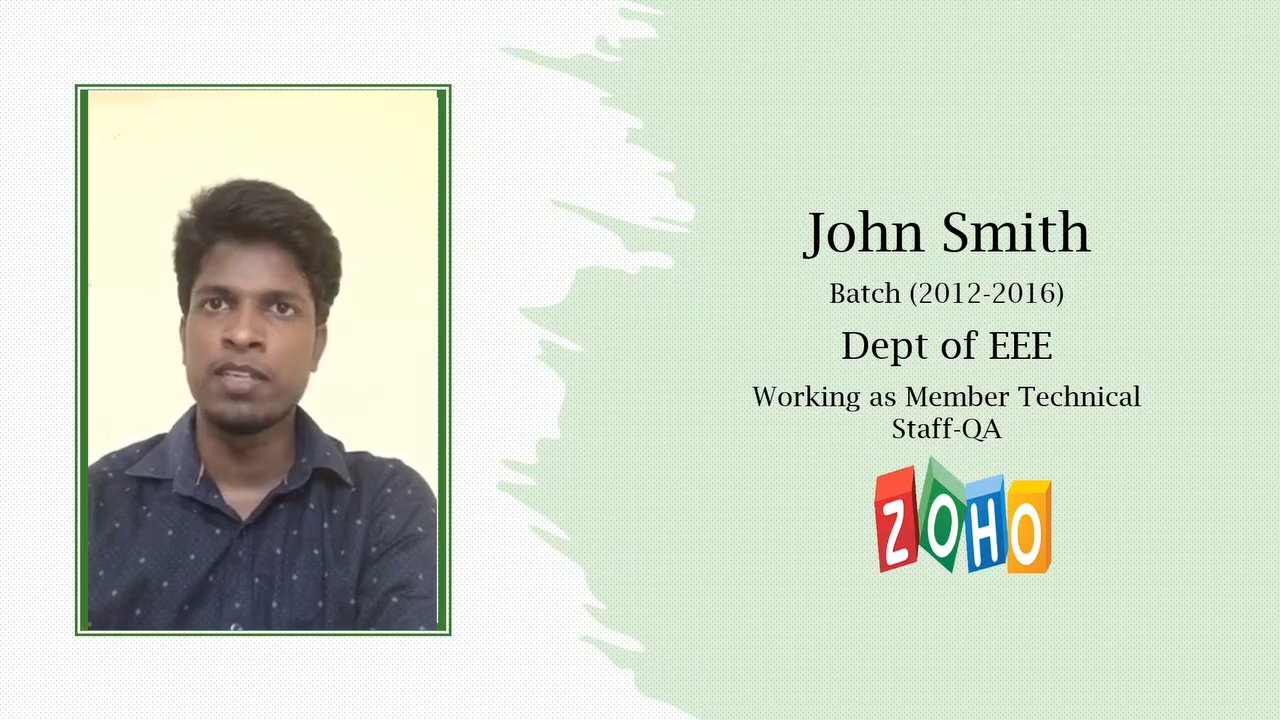 John Smith
Batch (2012-2016)
Dept of EEE
Working as Member Technical
Staff-QA
ZOHO